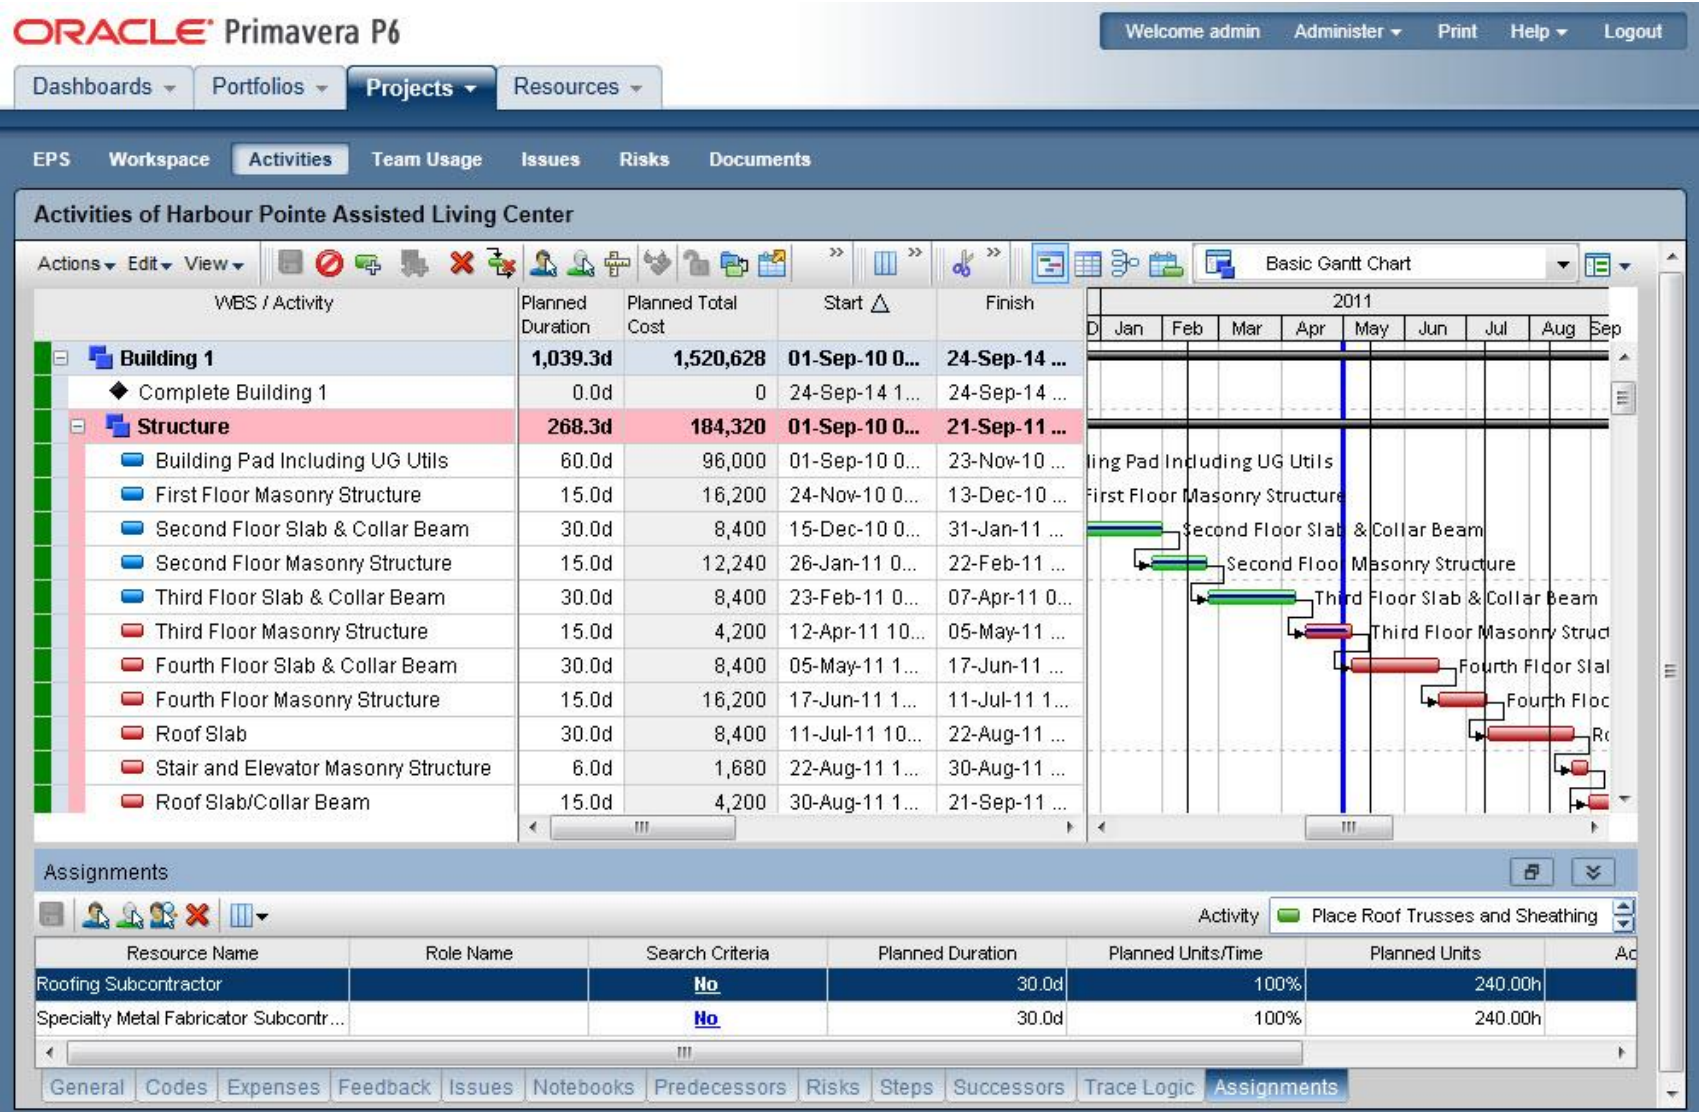 ORACLE Primavera P6
Welcome admin Administer Print Help Logout
Dashboards Portfolios Projects Resources
EPS Workspace Activities Team Usage Issues Risks Documents
Activities of Harbour Pointe Assisted Living Center
Actions Edit View Basic Gantt Chart
WBS / Activity Planned Duration Planned Total Cost Start Finish 2011
D Jan Feb Mar Apr May Jun Jul Aug Sep
Building 1 1,039.3d 1,520,628 01-Sep-10 0... 24-Sep-14 ...
Complete Building 1 0.0d 0 24-Sep-14 1... 24-Sep-14 ...
Structure 268.3d 184,320 01-Sep-10 0... 21-Sep-11 ...
Building Pad Including UG Utils 60.0d 96,000 01-Sep-10 0... 23-Nov-10 ... ling Pad Including UG Utils
First Floor Masonry Structure 15.0d 16,200 24-Nov-10 0... 13-Dec-10 ... First Floor Masonry Structure
Second Floor Slab & Collar Beam 30.0d 8,400 15-Dec-10 0... 31-Jan-11 ... Second Floor Slab & Collar Beam
Second Floor Masonry Structure 15.0d 12,240 26-Jan-11 0... 22-Feb-11 ... Second Floor Masonry Structure
Third Floor Slab & Collar Beam 30.0d 8,400 23-Feb-11 0... 07-Apr-11 0... Third Floor Slab & Collar Beam
Third Floor Masonry Structure 15.0d 4,200 12-Apr-11 10... 05-May-11 ... Third Floor Masonry Struct
Fourth Floor Slab & Collar Beam 30.0d 8,400 05-May-11 1... 17-Jun-11 ... Fourth Floor Slal
Fourth Floor Masonry Structure 15.0d 16,200 17-Jun-11 1... 11-Jul-11 1... Fourth Floc
Roof Slab 30.0d 8,400 11-Jul-11 10... 22-Aug-11 ... Ro
Stair and Elevator Masonry Structure 6.0d 1,680 22-Aug-11 1... 30-Aug-11 ...
Roof Slab/Collar Beam 15.0d 4,200 30-Aug-11 1... 21-Sep-11 ...
Assignments
Activity Place Roof Trusses and Sheathing
Resource Name Role Name Search Criteria Planned Duration Planned Units/Time Planned Units Ac
Roofing Subcontractor No 30.0d 100% 240.00h
Specialty Metal Fabricator Subcontr... No 30.0d 100% 240.00h
General Codes Expenses Feedback Issues Notebooks Predecessors Risks Steps Successors Trace Logic Assignments